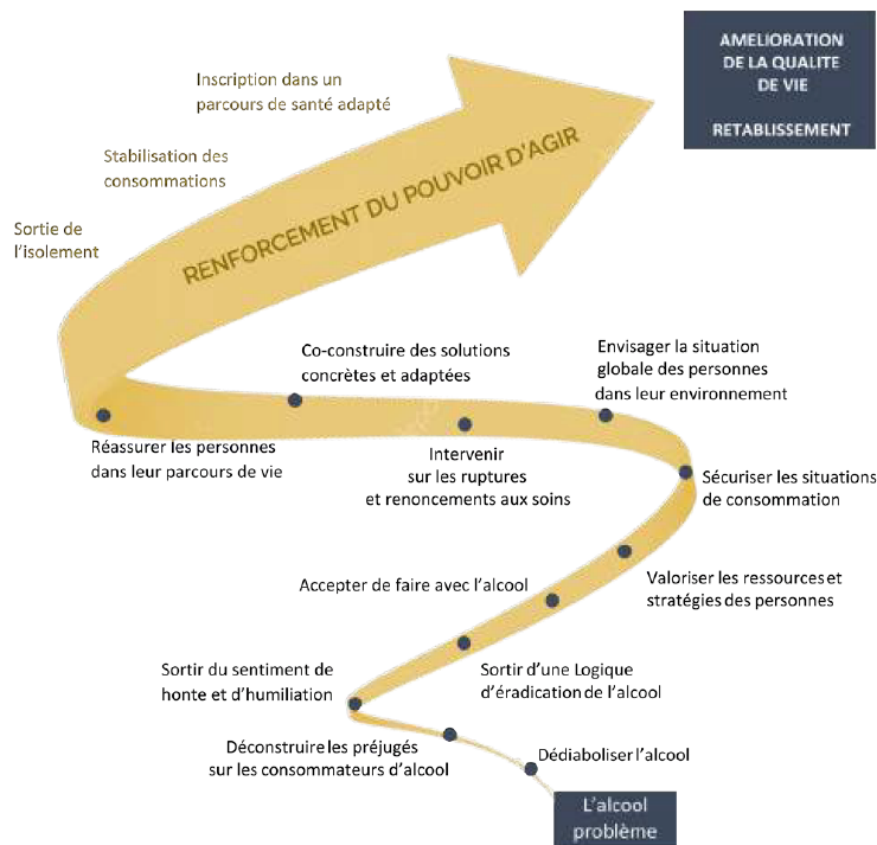 AMELIORATION
DE LA QUALITE
DE VIE
RETABLISSEMENT
Inscription dans un
parcours de santé adapté
Stabilisation des
consommations
Sortie de
l'isolement
RENFORCEMENT DU POUVOIR D'AGIR
Co-construire des solutions
concrètes et adaptées
Envisager la situation
globale des personnes
dans leur environnement
Réassurer les personnes
dans leur parcours de vie
Intervenir
sur les ruptures
et renoncements aux soins
Sécuriser les situations
de consommation
Accepter de faire avec l'alcool
Valoriser les ressources et
stratégies des personnes
Sortir du sentiment de
honte et d'humiliation
Sortir d'une Logique
d'éradication de l'alcool
Déconstruire les préjugés
sur les consommateurs d'alcool
Dédiaboliser l'alcool
L'alcool
problème